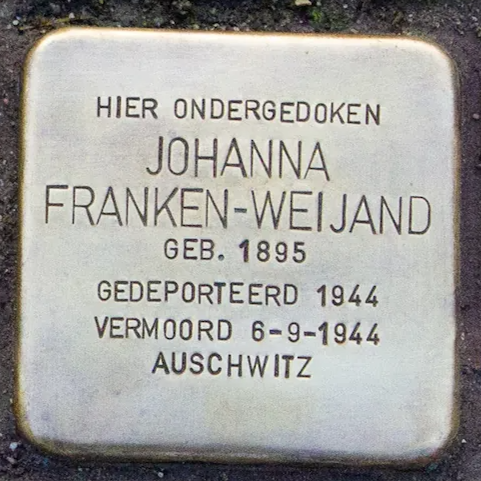 HIER ONDERGEDOKEN
JOHANNA
FRANKEN-WEIJAND
GEB. 1895
GEDEPORTEERD 1944
VERMOORD 6-9-1944
AUSCHWITZ